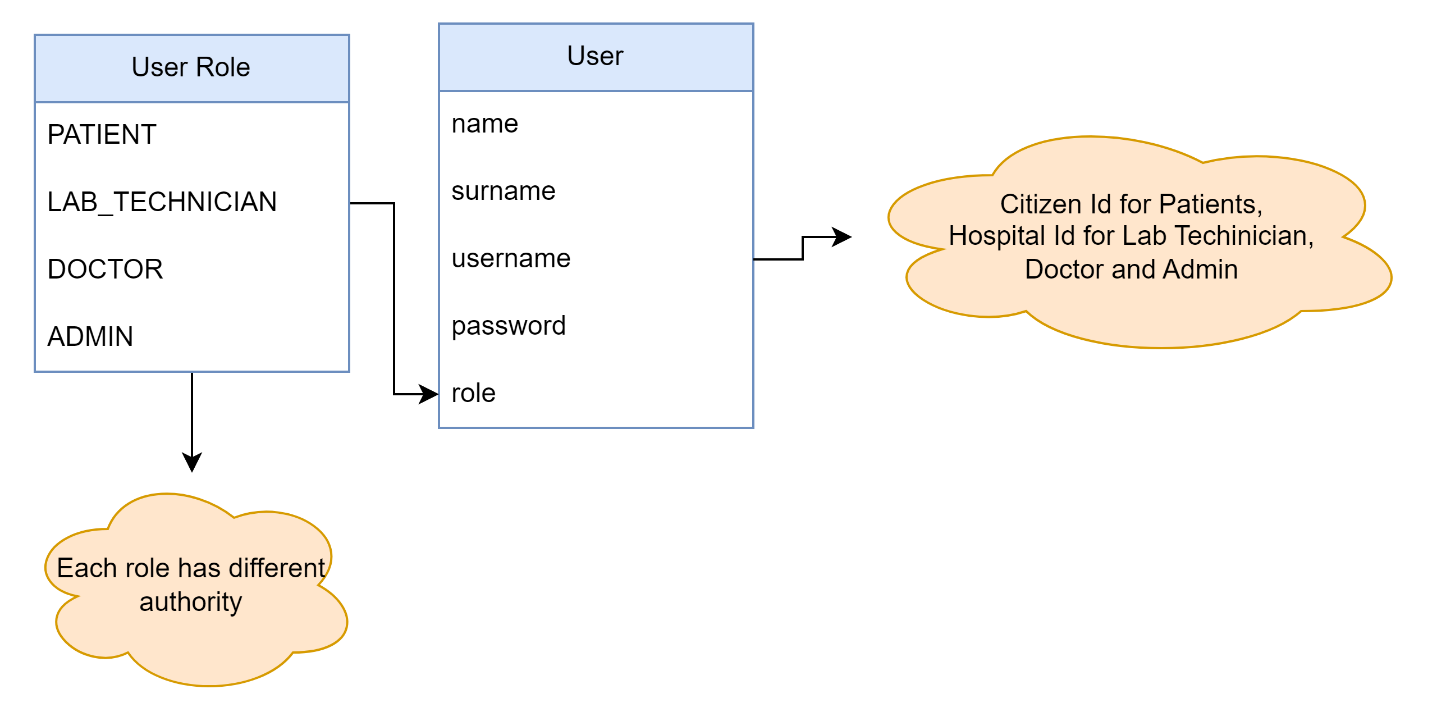 User Role
PATIENT
LAB_TECHNICIAN
DOCTOR
ADMIN
User
name
surname
username
password
role
Citizen Id for Patients,
Hospital Id for Lab Techinician,
Doctor and Admin
Each role has different
authority